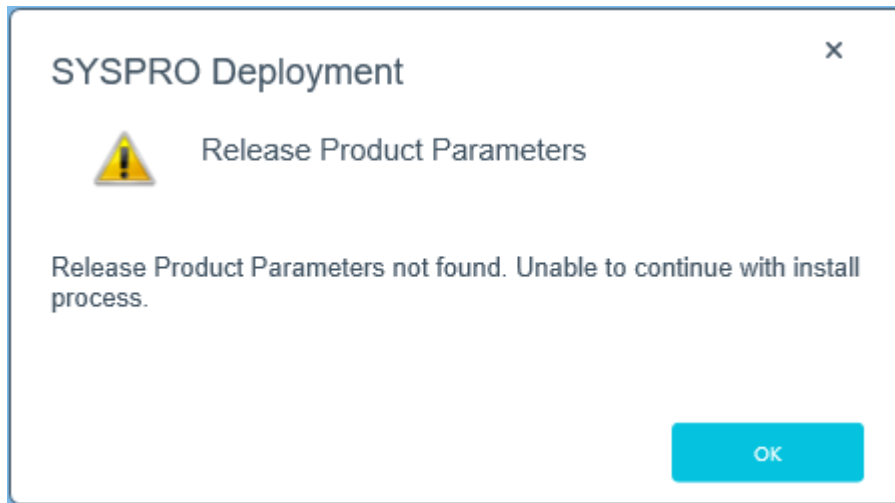 SYSPRO Deployment
Release Product Parameters
Release Product Parameters not found. Unable to continue with install
process.
OK